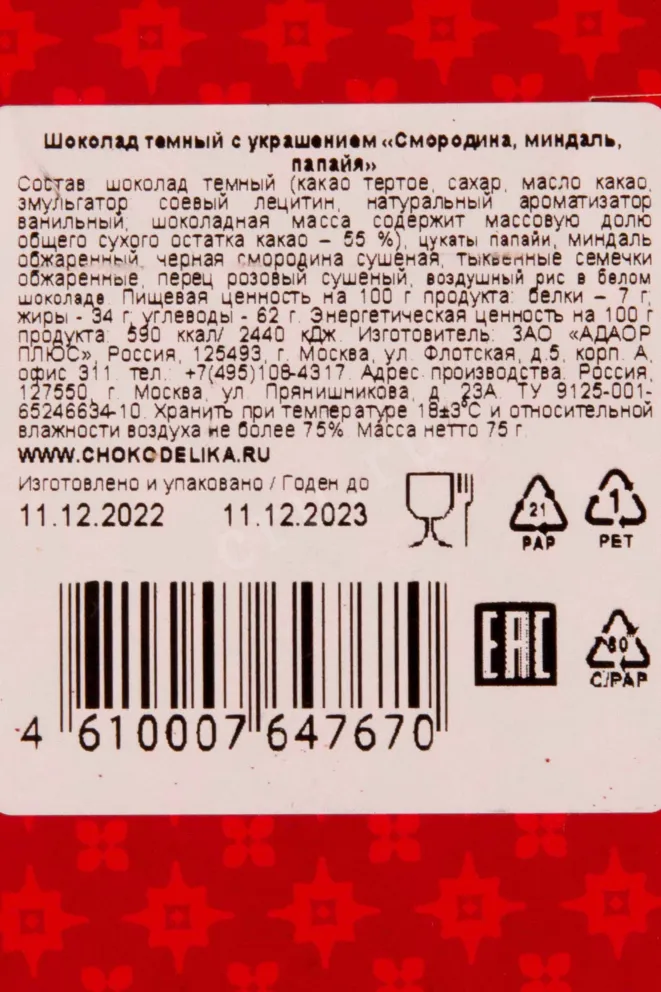 Шоколад темный с украшением «Смородина, миндаль,
папайя»
Состав: шоколад темный (какао тертое, сахар, масло какао,
эмульгатор: соевый лецитин, натуральный ароматизатор
ванильный; шоколадная масса содержит массовую долю
общего сухого остатка какао – 55 %), цукаты папайи, миндаль
обжаренный, черная смородина сушеная, тыквенные семечки
обжаренные, перец розовый сушеный, воздушный рис в белом
шоколаде. Пищевая ценность на 100 г продукта: белки – 7 г;
жиры - 34 г; углеводы - 62 г. Энергетическая ценность на 100 г
продукта: 590 ккал/ 2440 кДж. Изготовитель: ЗАО «АДАОР
ПЛЮС», Россия, 125493, г. Москва, ул. Флотская, д.5, корп. А,
офис 311. тел.: +7(495)108-4317. Адрес производства: Россия,
127550, г. Москва, ул. Прянишникова, д. 23А. ТУ 9125-001-
65246634-10. Хранить при температуре 18±3°С и относительной
влажности воздуха не более 75%. Масса нетто 75 г.
WWW.CHOKODELIKA.RU
Изготовлено и упаковано / Годен до
11.12.2022 11.12.2023
21
PAP
1
PET
EAC
80
C/PAP
4 610007 647670